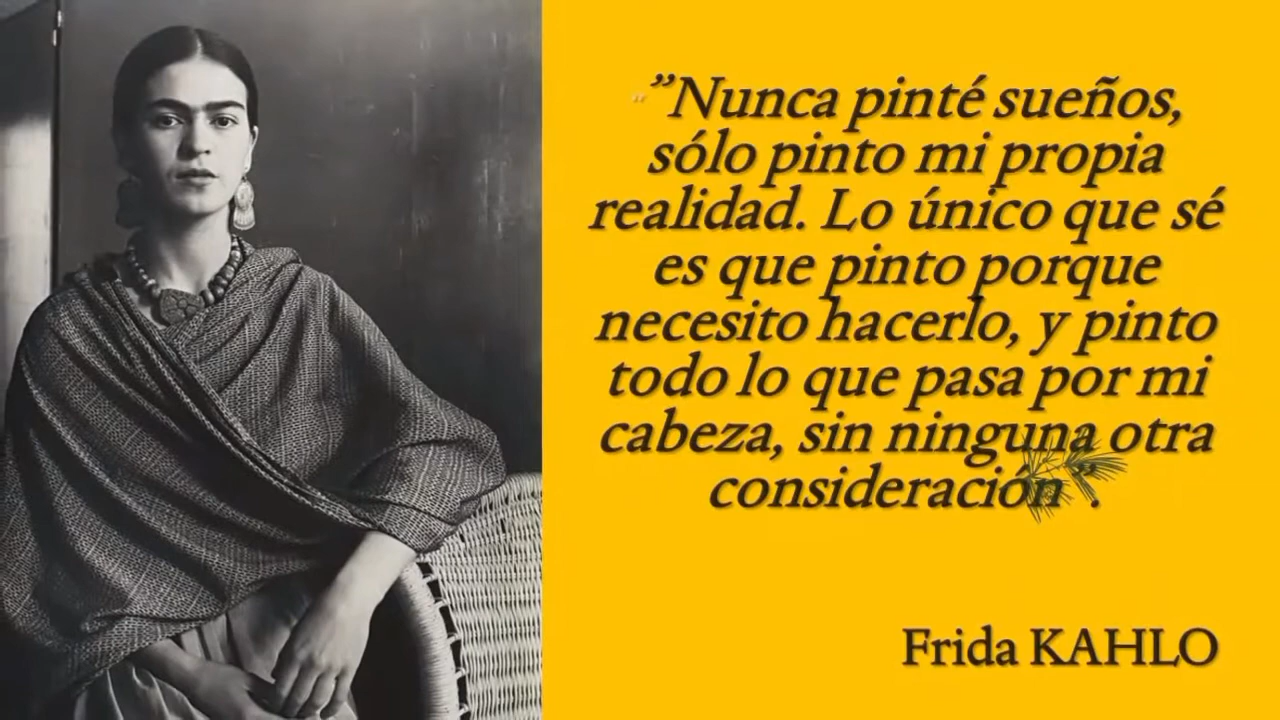 ”Nunca pinté sueños,
sólo pinto mi propia
realidad. Lo único que sé
es que pinto porque
necesito hacerlo, y pinto
todo lo que pasa por mi
cabeza, sin ninguna otra
consideración”.
Frida KAHLO